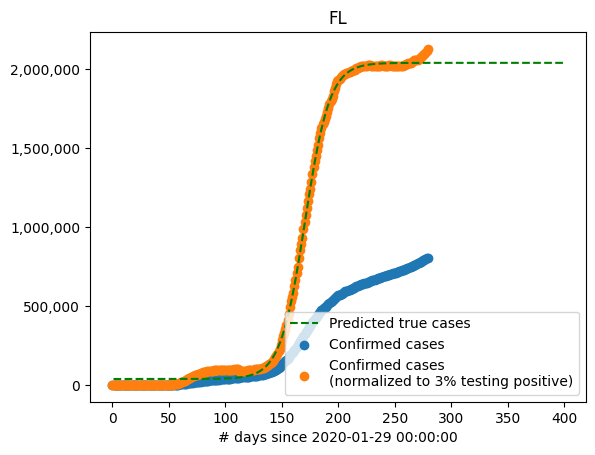 FL
2,000,000
1,500,000
1,000,000
500,000
0
Predicted true cases
Confirmed cases
Confirmed cases
(normalized to 3% testing positive)
0 50 100 150 200 250 300 350 400
# days since 2020-01-29 00:00:00